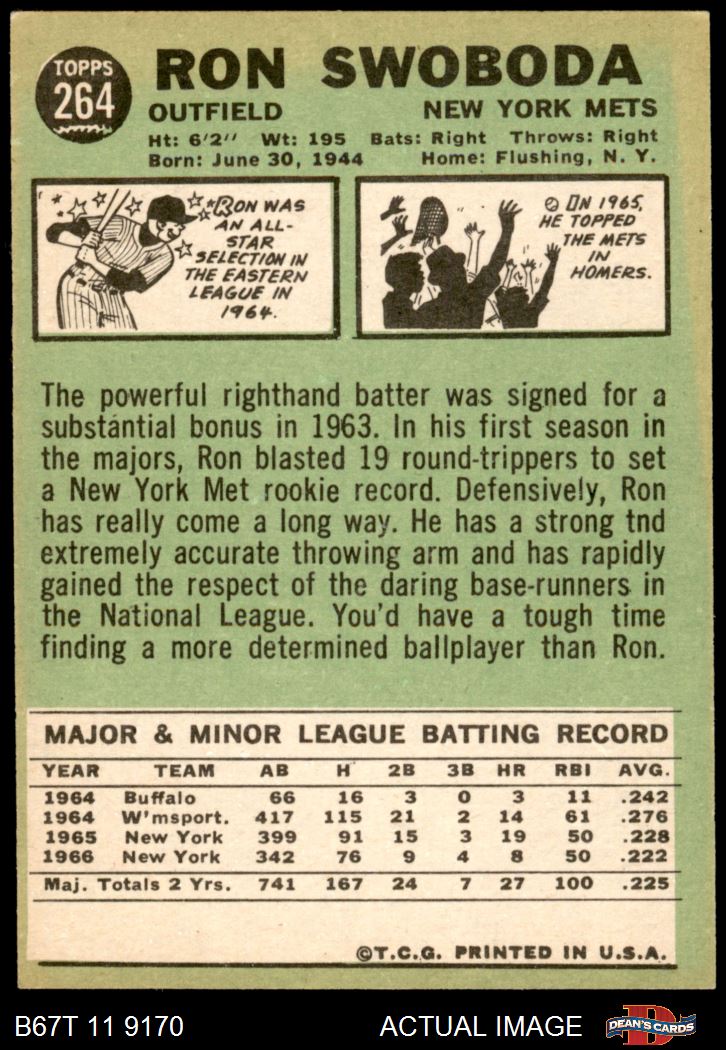 TOPPS
264
RON SWOBODA
OUTFIELD NEW YORK METS
Ht: 6'2" Wt: 195 Bats: Right Throws: Right
Born: June 30, 1944 Home: Flushing, N. Y.
RON WAS
AN ALL-
STAR
SELECTION IN
THE EASTERN
LEAGUE IN
1964.
IN 1965,
HE TOPPED
THE METS
IN
HOMERS.
The powerful righthand batter was signed for a
substantial bonus in 1963. In his first season in
the majors, Ron blasted 19 round-trippers to set
a New York Met rookie record. Defensively, Ron
has really come a long way. He has a strong tnd
extremely accurate throwing arm and has rapidly
gained the respect of the daring base-runners in
the National League. You'd have a tough time
finding a more determined ballplayer than Ron.
MAJOR & MINOR LEAGUE BATTING RECORD
YEAR TEAM AB H 2B 3B HR RBI AVG.
1964 Buffalo 66 16 3 0 3 11 .242
1964 W'msport. 417 115 21 2 14 61 .276
1965 New York 399 91 15 3 19 50 .228
1966 New York 342 76 9 4 8 50 .222
Maj. Totals 2 Yrs. 741 167 24 7 27 100 .225
©T.C.G. PRINTED IN U.S.A.
B67T 11 9170 ACTUAL IMAGE DEAN'S CARDS